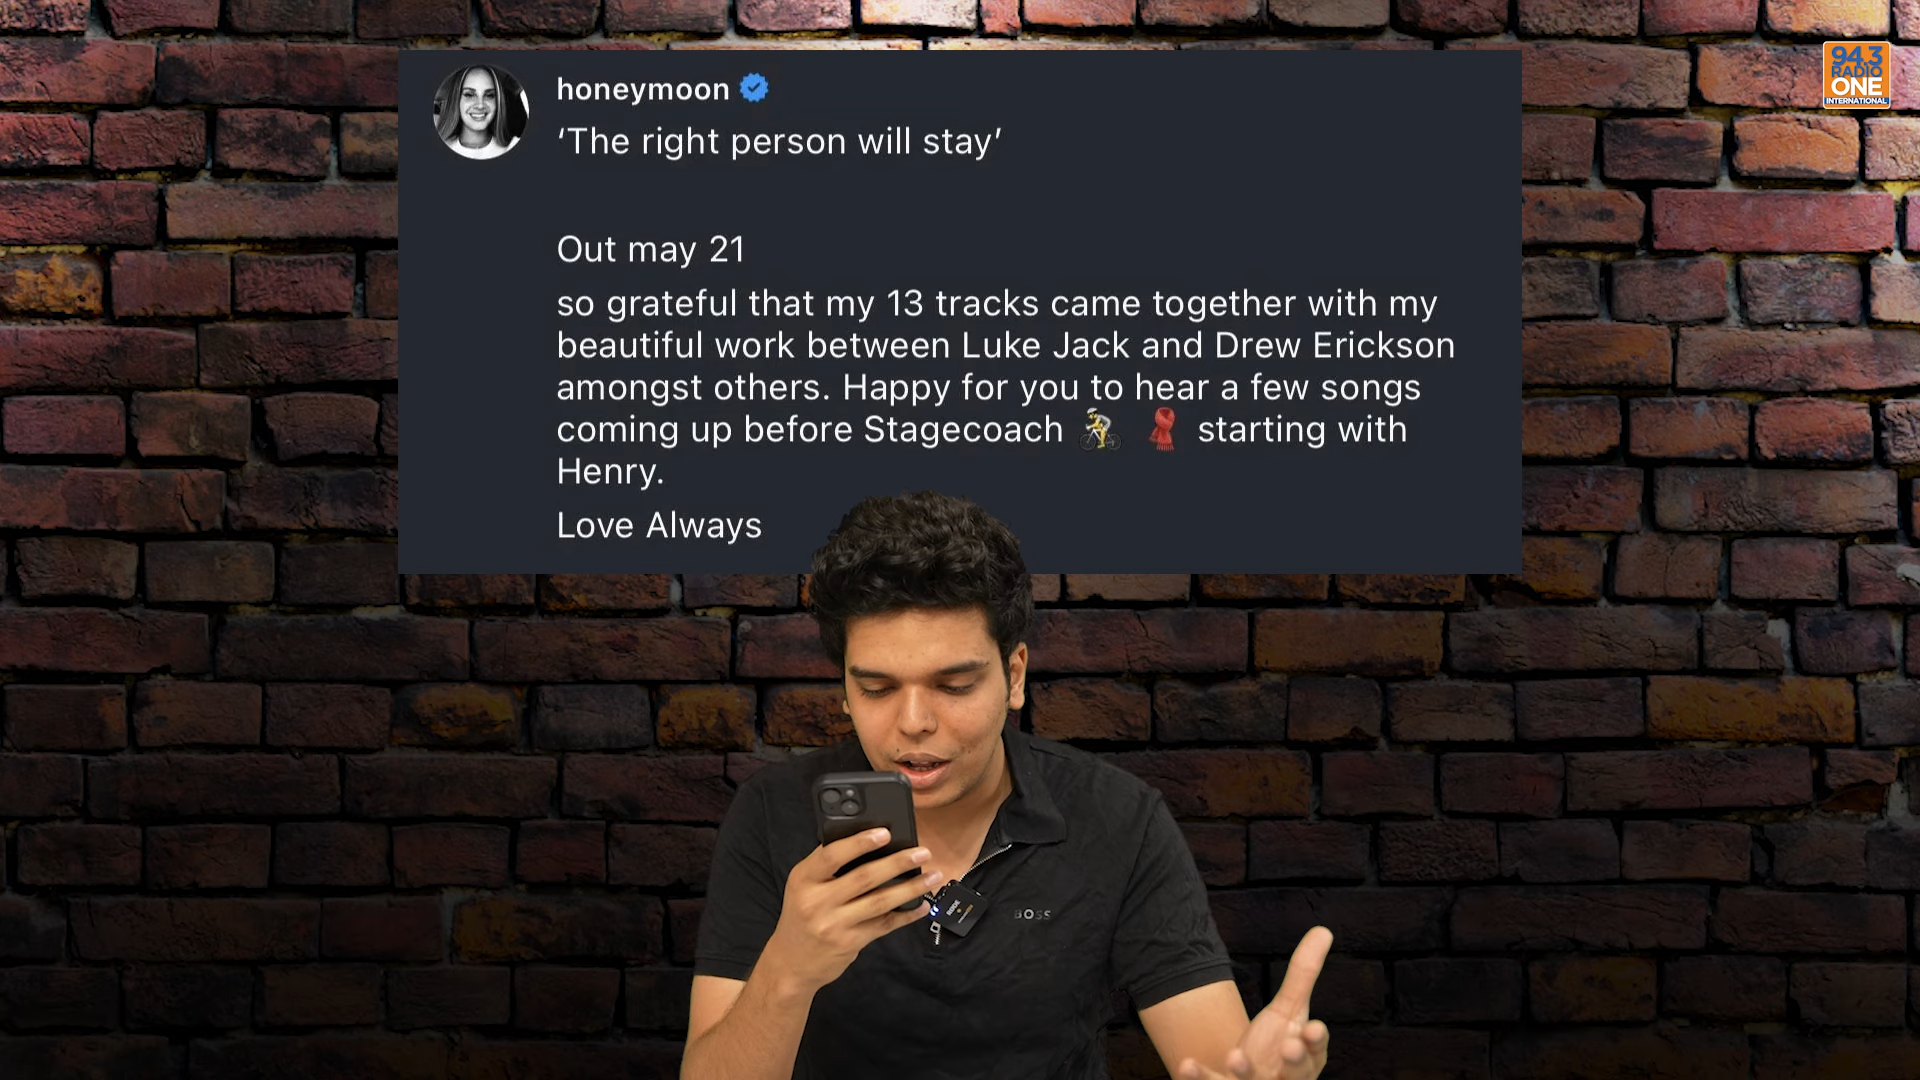 honeymoon
‘The right person will stay’
Out may 21
so grateful that my 13 tracks came together with my
beautiful work between Luke Jack and Drew Erickson
amongst others. Happy for you to hear a few songs
coming up before Stagecoach 🚴 🧣 starting with
Henry.
Love Always
94.3
RADIO
ONE
INTERNATIONAL
BOSS
RODE